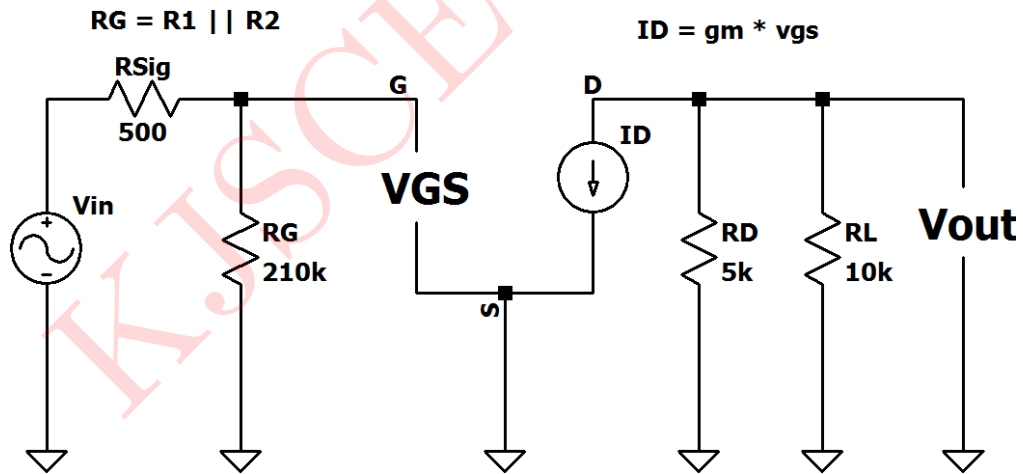 RG = R1 || R2
ID = gm * vgs
RSig
500
G
D
ID
VGS
Vin
RG
210k
RD
5k
RL
10k
Vout
S
KJSCE